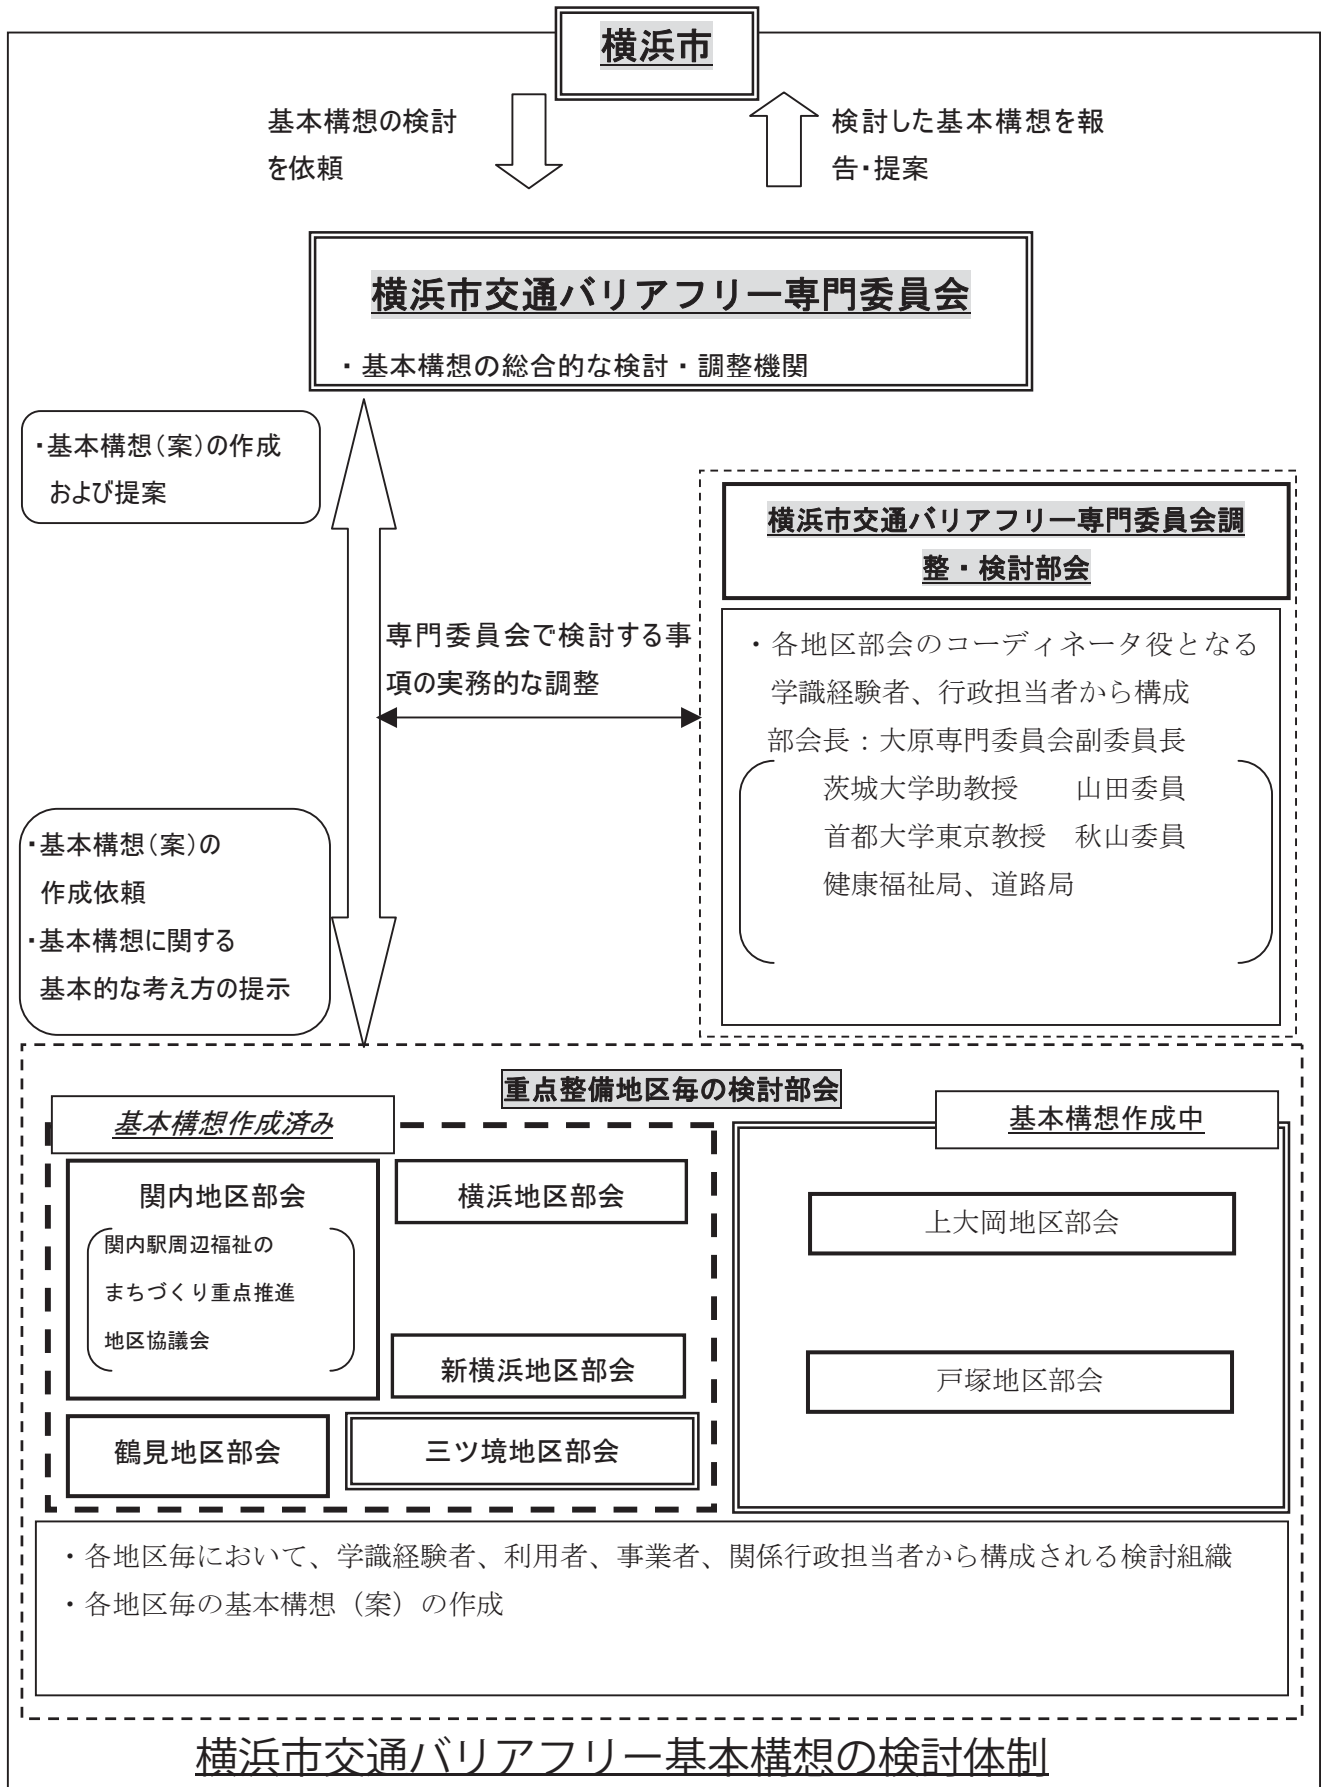 横浜市
基本構想の検討
を依頼
検討した基本構想を報
告・提案
横浜市交通バリアフリー専門委員会
・基本構想の総合的な検討・調整機関
・基本構想（案）の作成
および提案
横浜市交通バリアフリー専門委員会調
整・検討部会
専門委員会で検討する事
項の実務的な調整
・各地区部会のコーディネータ役となる
学識経験者、行政担当者から構成
部会長：大原専門委員会副委員長
茨城大学助教授　　山田委員
首都大学東京教授　秋山委員
健康福祉局、道路局
・基本構想（案）の
作成依頼
・基本構想に関する
基本的な考え方の提示
重点整備地区毎の検討部会
基本構想作成済み
関内地区部会
関内駅周辺福祉の
まちづくり重点推進
地区協議会
横浜地区部会
新横浜地区部会
鶴見地区部会
三ツ境地区部会
基本構想作成中
上大岡地区部会
戸塚地区部会
・各地区毎において、学識経験者、利用者、事業者、関係行政担当者から構成される検討組織
・各地区毎の基本構想（案）の作成
横浜市交通バリアフリー基本構想の検討体制